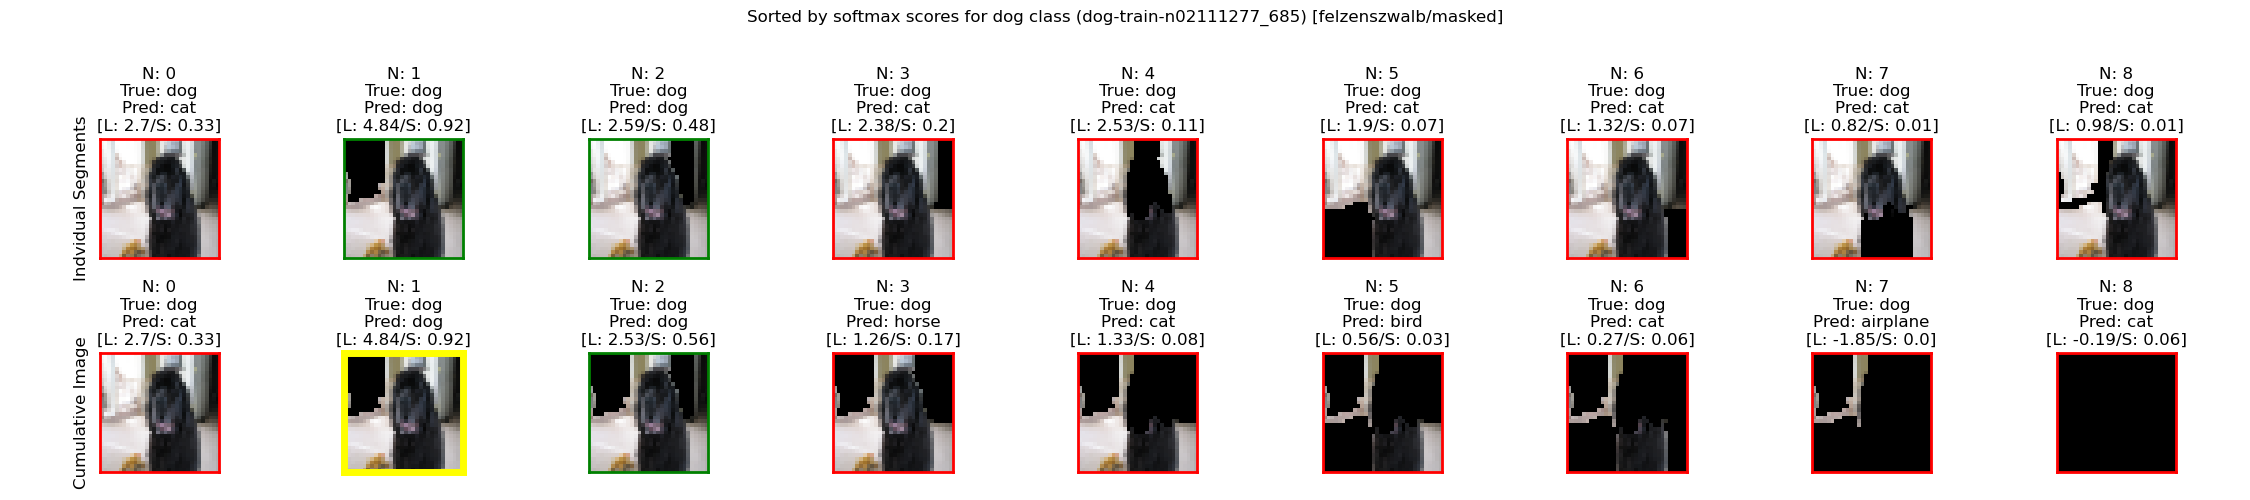 Sorted by softmax scores for dog class (dog-train-n02111277_685) [felzenszwalb/masked]
Indvidual Segments
N: 0
True: dog
Pred: cat
[L: 2.7/S: 0.33]
N: 1
True: dog
Pred: dog
[L: 4.84/S: 0.92]
N: 2
True: dog
Pred: dog
[L: 2.59/S: 0.48]
N: 3
True: dog
Pred: cat
[L: 2.38/S: 0.2]
N: 4
True: dog
Pred: cat
[L: 2.53/S: 0.11]
N: 5
True: dog
Pred: cat
[L: 1.9/S: 0.07]
N: 6
True: dog
Pred: cat
[L: 1.32/S: 0.07]
N: 7
True: dog
Pred: cat
[L: 0.82/S: 0.01]
N: 8
True: dog
Pred: cat
[L: 0.98/S: 0.01]
Cumulative Image
N: 0
True: dog
Pred: cat
[L: 2.7/S: 0.33]
N: 1
True: dog
Pred: dog
[L: 4.84/S: 0.92]
N: 2
True: dog
Pred: dog
[L: 2.53/S: 0.56]
N: 3
True: dog
Pred: horse
[L: 1.26/S: 0.17]
N: 4
True: dog
Pred: cat
[L: 1.33/S: 0.08]
N: 5
True: dog
Pred: bird
[L: 0.56/S: 0.03]
N: 6
True: dog
Pred: cat
[L: 0.27/S: 0.06]
N: 7
True: dog
Pred: airplane
[L: -1.85/S: 0.0]
N: 8
True: dog
Pred: cat
[L: -0.19/S: 0.06]